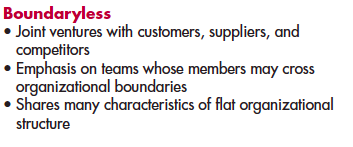 Boundaryless
• Joint ventures with customers, suppliers, and
competitors
• Emphasis on teams whose members may cross
organizational boundaries
• Shares many characteristics of flat organizational
structure